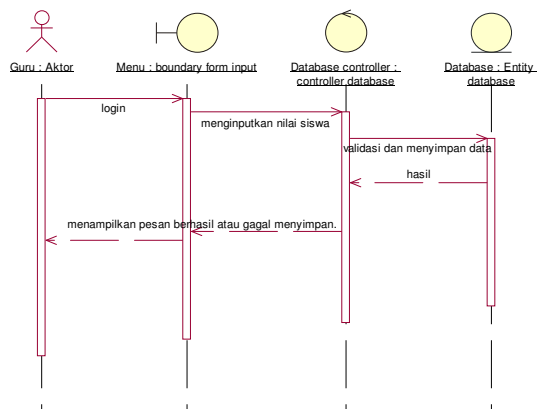 Guru : Aktor
Menu : boundary form input
Database controller :
controller database
Database : Entity
database
login
menginputkan nilai siswa
validasi dan menyimpan data
hasil
menampilkan pesan berhasil atau gagal menyimpan.